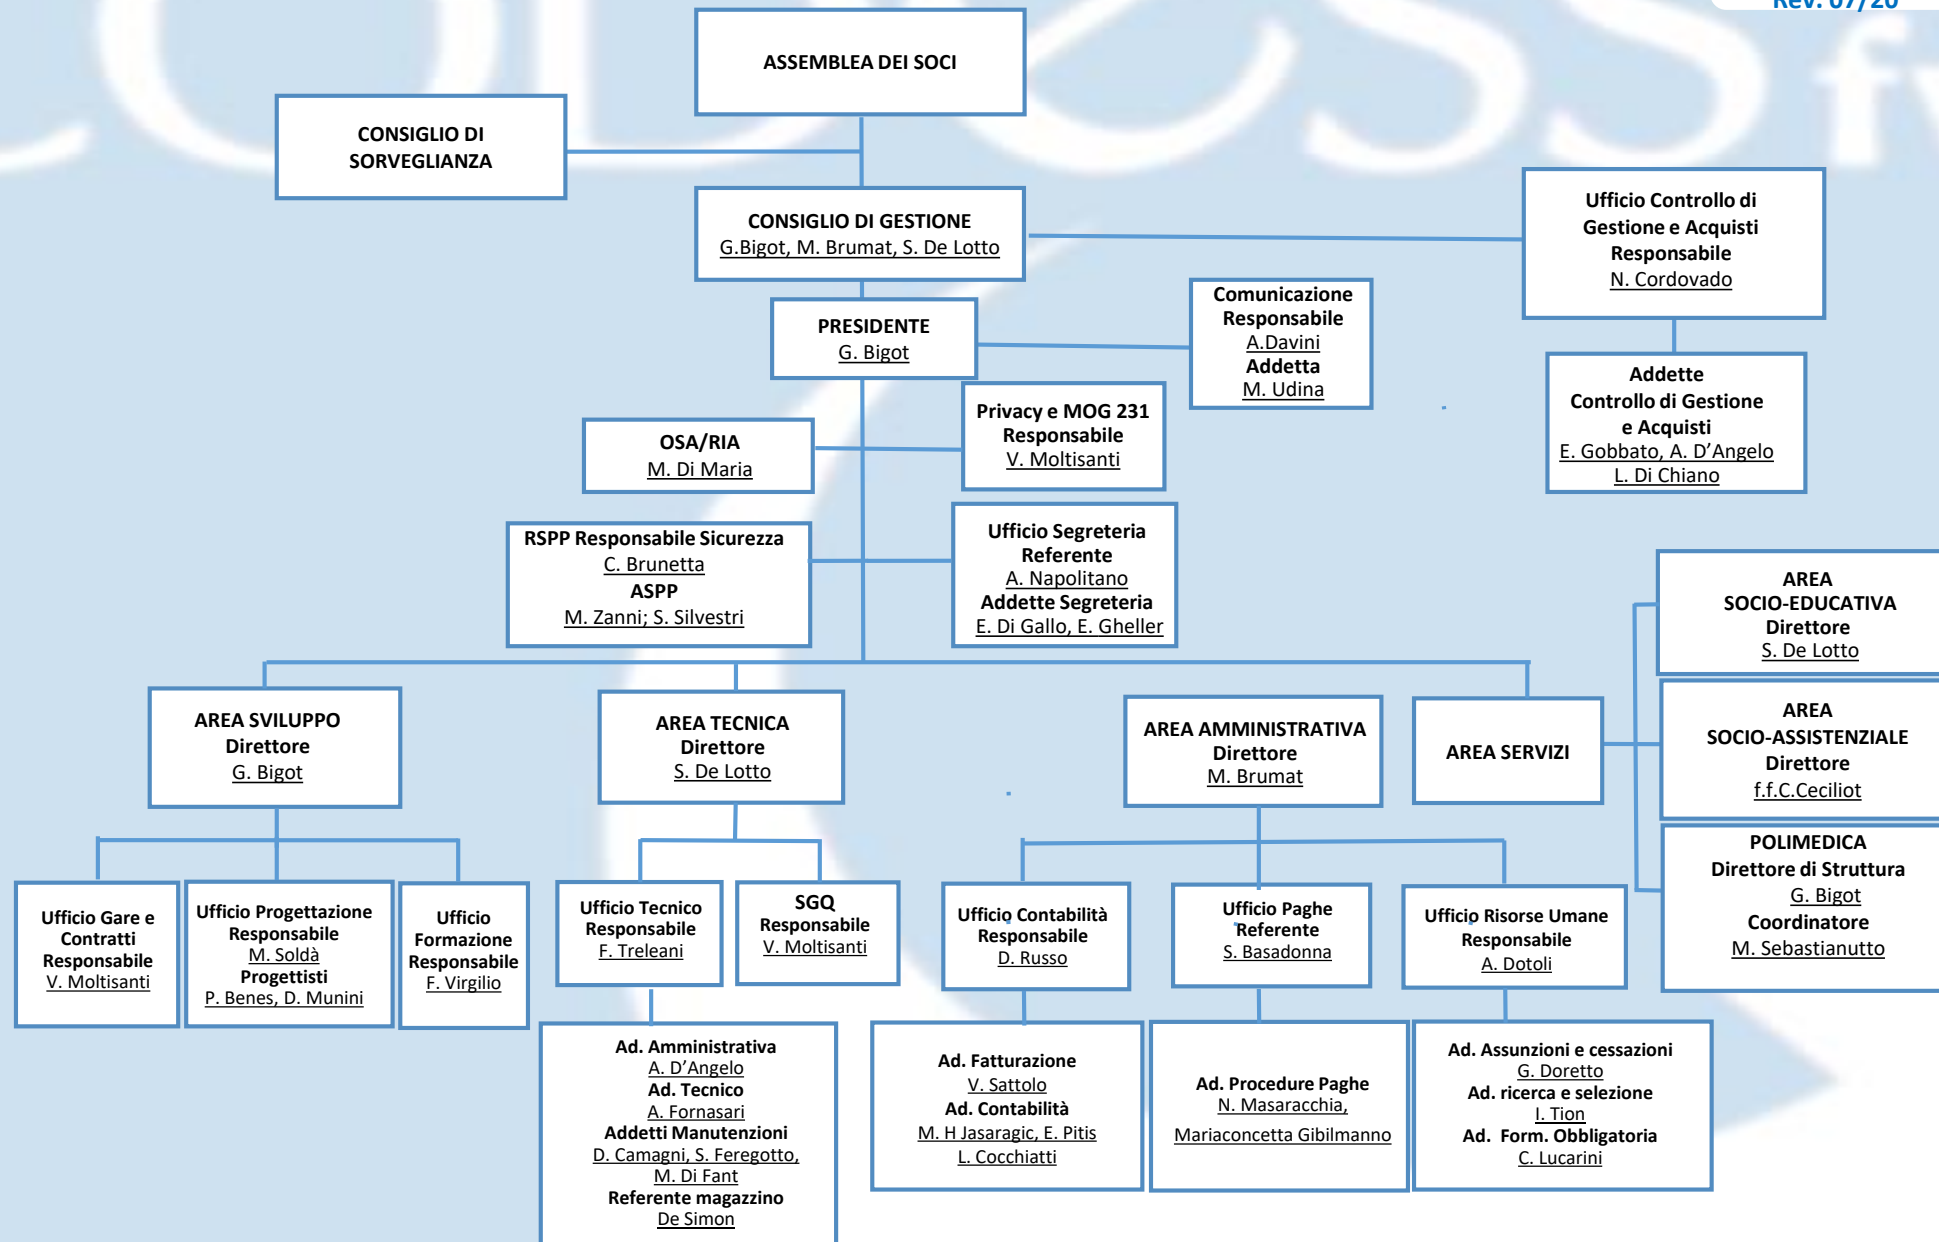 Rev. 07/20
ASSEMBLEA DEI SOCI
CONSIGLIO DI
SORVEGLIANZA
CONSIGLIO DI GESTIONE
G.Bigot, M. Brumat, S. De Lotto
Ufficio Controllo di
Gestione e Acquisti
Responsabile
N. Cordovado
PRESIDENTE
G. Bigot
Comunicazione
Responsabile
A.Davini
Addetta
M. Udina
Addette
Controllo di Gestione
e Acquisti
E. Gobbato, A. D’Angelo
L. Di Chiano
OSA/RIA
M. Di Maria
Privacy e MOG 231
Responsabile
V. Moltisanti
RSPP Responsabile Sicurezza
C. Brunetta
ASPP
M. Zanni; S. Silvestri
Ufficio Segreteria
Referente
A. Napolitano
Addette Segreteria
E. Di Gallo, E. Gheller
AREA
SOCIO-EDUCATIVA
Direttore
S. De Lotto
AREA SVILUPPO
Direttore
G. Bigot
AREA TECNICA
Direttore
S. De Lotto
AREA AMMINISTRATIVA
Direttore
M. Brumat
AREA SERVIZI
AREA
SOCIO-ASSISTENZIALE
Direttore
f.f.C.Ceciliot
POLIMEDICA
Direttore di Struttura
G. Bigot
Coordinatore
M. Sebastianutto
Ufficio Gare e
Contratti
Responsabile
V. Moltisanti
Ufficio Progettazione
Responsabile
M. Soldà
Progettisti
P. Benes, D. Munini
Ufficio
Formazione
Responsabile
F. Virgilio
Ufficio Tecnico
Responsabile
F. Treleani
SGQ
Responsabile
V. Moltisanti
Ufficio Contabilità
Responsabile
D. Russo
Ufficio Paghe
Referente
S. Basadonna
Ufficio Risorse Umane
Responsabile
A. Dotoli
Ad. Amministrativa
A. D’Angelo
Ad. Tecnico
A. Fornasari
Addetti Manutenzioni
D. Camagni, S. Feregotto,
M. Di Fant
Referente magazzino
De Simon
Ad. Fatturazione
V. Sattolo
Ad. Contabilità
M. H Jasaragic, E. Pitis
L. Cocchiatti
Ad. Procedure Paghe
N. Masaracchia,
Mariaconcetta Gibilmanno
Ad. Assunzioni e cessazioni
G. Doretto
Ad. ricerca e selezione
I. Tion
Ad. Form. Obbligatoria
C. Lucarini